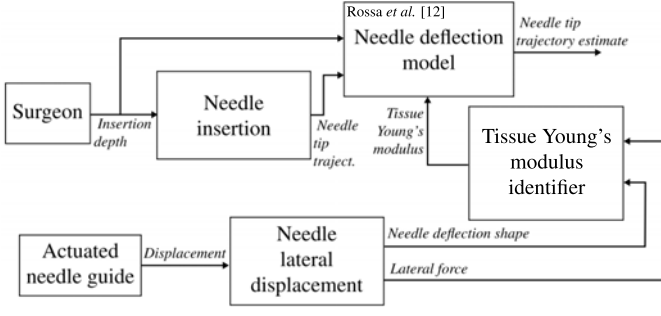 Rossa et al. [12]
Needle deflection
model
Needle tip
trajectory estimate
Surgeon
Insertion
depth
Needle
insertion
Needle
tip
traject.
Tissue
Young's
modulus
Tissue Young's
modulus
identifier
Actuated
needle guide
Displacement
Needle
lateral
displacement
Needle deflection shape
Lateral force